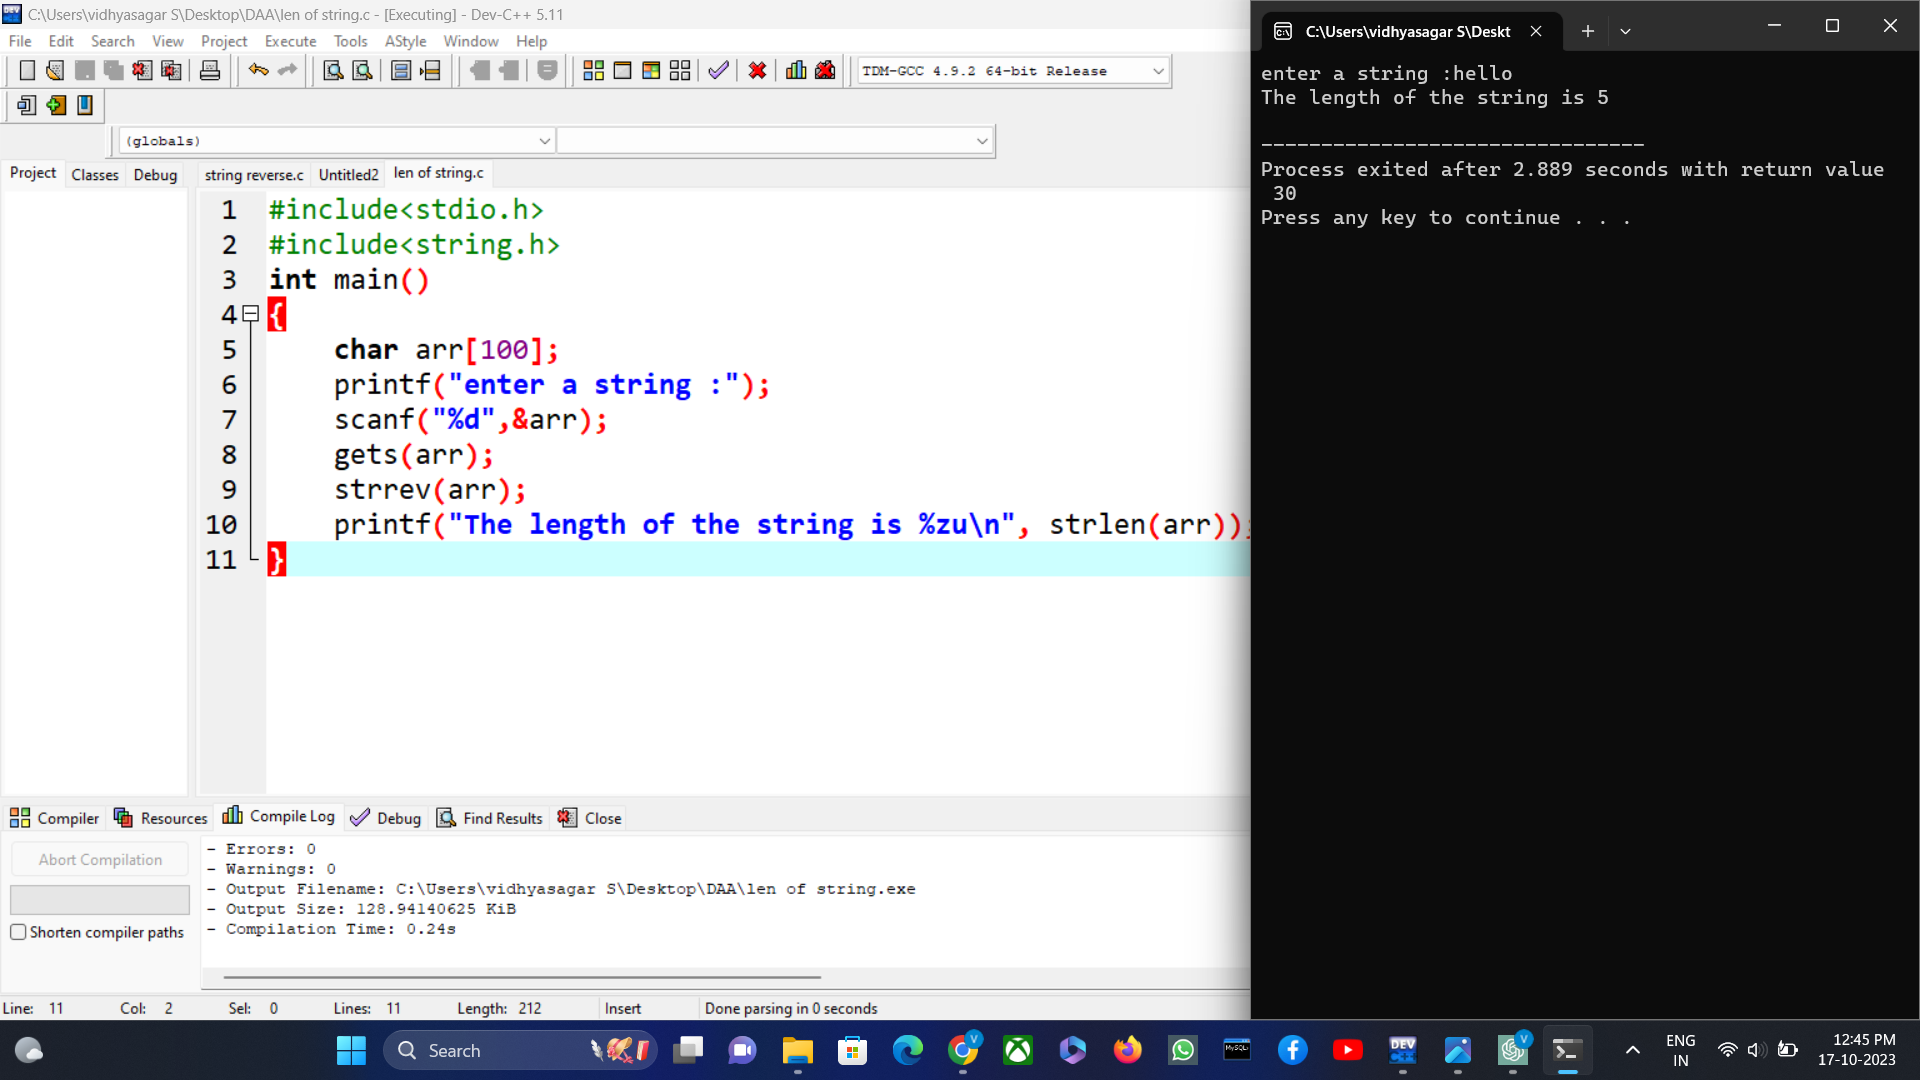 C:\Users\vidhyasagar S\Desktop\DAA\len of string.c - [Executing] - Dev-C++ 5.11
File Edit Search View Project Execute Tools AStyle Window Help
TDM-GCC 4.9.2 64-bit Release
(globals)
Project Classes Debug
string reverse.c Untitled2 len of string.c
1 #include<stdio.h>
2 #include<string.h>
3 int main()
4 {
5 char arr[100];
6 printf("enter a string :");
7 scanf("%d",&arr);
8 gets(arr);
9 strrev(arr);
10 printf("The length of the string is %zu\n", strlen(arr));
11 }
Compiler Resources Compile Log Debug Find Results Close
Abort Compilation
Shorten compiler paths
- Errors: 0
- Warnings: 0
- Output Filename: C:\Users\vidhyasagar S\Desktop\DAA\len of string.exe
- Output Size: 128.94140625 KiB
- Compilation Time: 0.24s
Line: 11 Col: 2 Sel: 0 Lines: 11 Length: 212 Insert Done parsing in 0 seconds
C:\Users\vidhyasagar S\Deskt
enter a string :hello
The length of the string is 5
--------------------------------
Process exited after 2.889 seconds with return value
30
Press any key to continue . . .
Search
V
MySQL
DEV
C++
V
ENG
IN
12:45 PM
17-10-2023